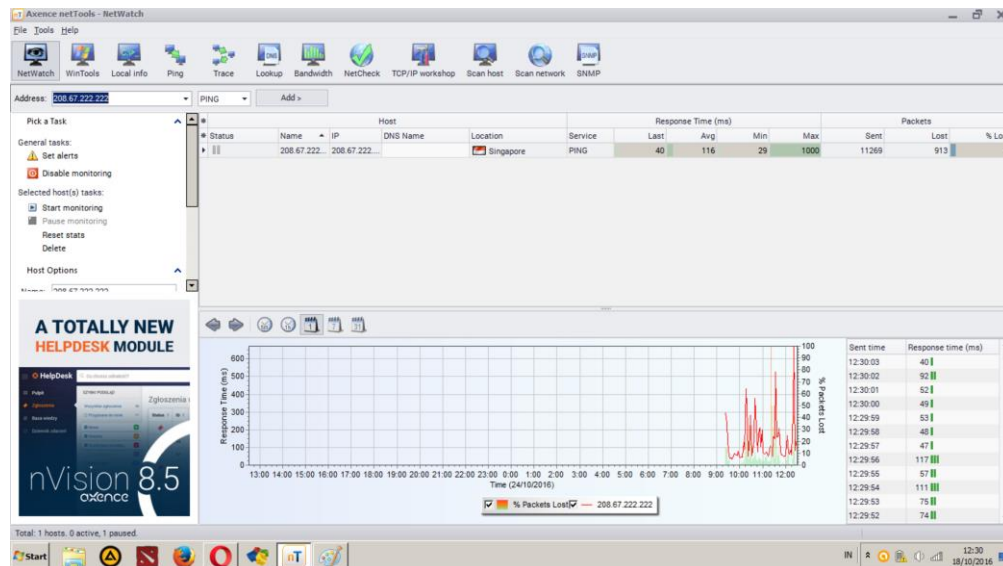 Axence netTools - NetWatch
File Tools Help
NetWatch WinTools Local info Ping Trace Lookup Bandwidth NetCheck TCP/IP workshop Scan host Scan network SNMP
Address: 208.67.222.222 PING Add »
Pick a Task
General tasks:
Set alerts
Disable monitoring
Selected host(s) tasks:
Start monitoring
Pause monitoring
Reset stats
Delete
Host Options
Name: 208.67.222.222
Host Response Time (ms) Packets
Status Name IP DNS Name Location Service Last Avg Min Max Sent Lost % Lo
208.67.222... 208.67.222.... Singapore PING 40 116 29 1000 11269 913
A TOTALLY NEW
HELPDESK MODULE
HelpDesk
Zgłoszenia
nVision 8.5
axence
Response Time (ms)
600
500
400
300
200
100
0
100
90
80
70
60
50
40
30
20
10
0
% Packets Lost
13:00 14:00 15:00 16:00 17:00 18:00 19:00 20:00 21:00 22:00 23:00 0:00 1:00 2:00 3:00 4:00 5:00 6:00 7:00 8:00 9:00 10:00 11:00 12:00
Time (24/10/2016)
% Packets Lost 208.67.222.222
Sent time Response time (ms)
12:30:03 40
12:30:02 92
12:30:01 52
12:30:00 49
12:29:59 53
12:29:58 48
12:29:57 47
12:29:56 117
12:29:55 57
12:29:54 111
12:29:53 75
12:29:52 74
Total: 1 hosts. 0 active, 1 paused.
Start nT IN 12:30
18/10/2016